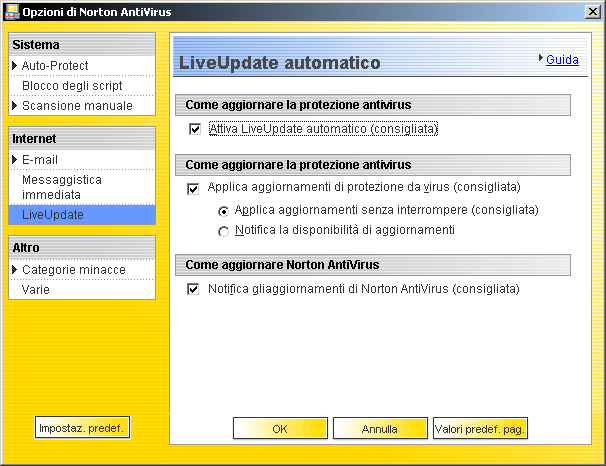 Opzioni di Norton AntiVirus
Sistema
Auto-Protect
Blocco degli script
Scansione manuale
Internet
E-mail
Messaggistica
immediata
LiveUpdate
Altro
Categorie minacce
Varie
Impostaz. predef.
LiveUpdate automatico
Guida
Come aggiornare la protezione antivirus
Attiva LiveUpdate automatico (consigliata)
Come aggiornare la protezione antivirus
Applica aggiornamenti di protezione da virus (consigliata)
Applica aggiornamenti senza interrompere (consigliata)
Notifica la disponibilità di aggiornamenti
Come aggiornare Norton AntiVirus
Notifica gliaggiornamenti di Norton AntiVirus (consigliata)
OK
Annulla
Valori predef. pag.